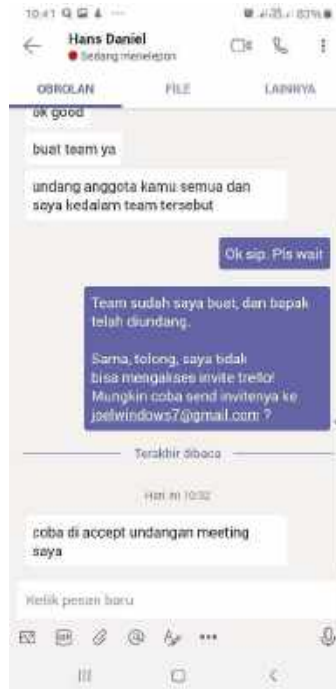 10:41
83%
Hans Daniel
Sedang menelepon
OBROLAN
FILE
LAINNYA
ok good
buat team ya
undang anggota kamu semua dan
saya kedalam team tersebut
Ok sip. Pls wait
Team sudah saya buat, dan bapak
telah diundang.
Sama, tolong, saya tidak
bisa mengakses invite trello!
Mungkin coba send invitenya ke
joelwindows7@gmail.com ?
Terakhir dibaca
Hari ini 10:32
coba di accept undangan meeting
saya
Ketik pesan baru
GIF